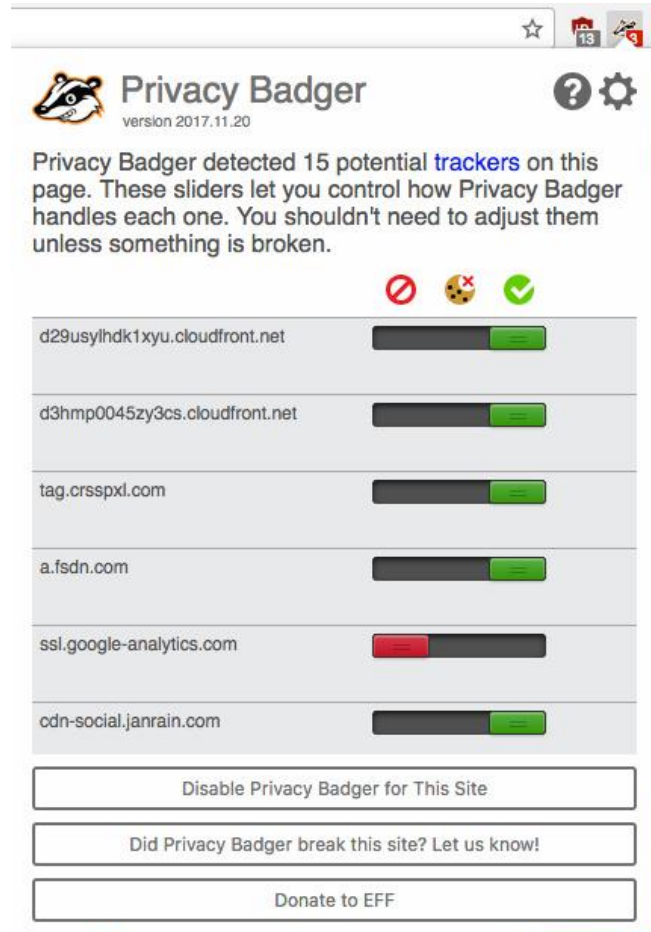 13
3
Privacy Badger
version 2017.11.20
Privacy Badger detected 15 potential trackers on this
page. These sliders let you control how Privacy Badger
handles each one. You shouldn't need to adjust them
unless something is broken.
d29usylhdk1xyu.cloudfront.net
d3hmp0045zy3cs.cloudfront.net
tag.crsspxl.com
a.fsdn.com
ssl.google-analytics.com
cdn-social.janrain.com
Disable Privacy Badger for This Site
Did Privacy Badger break this site? Let us know!
Donate to EFF